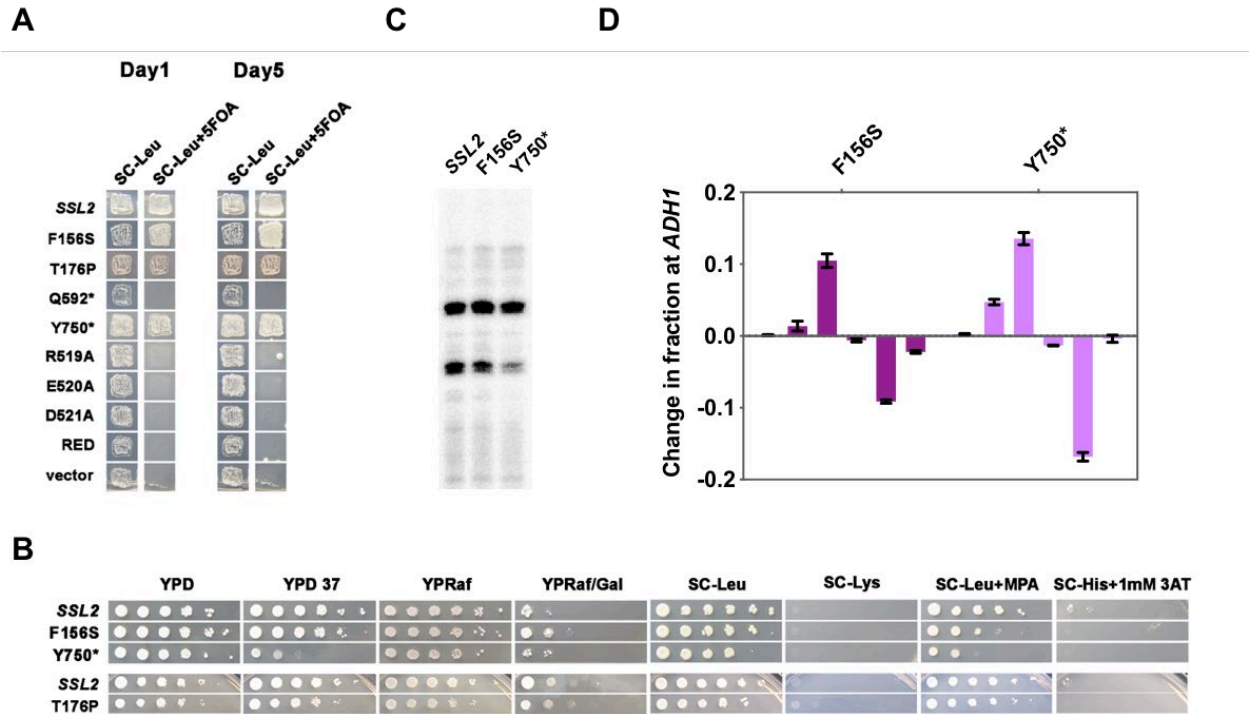 A
C
D
Day1
Day5
SC-Leu
SC-Leu+5FOA
SC-Leu
SC-Leu+5FOA
SSL2
F156S
T176P
Q592*
Y750*
R519A
E520A
D521A
RED
vector
SSL2
F156S
Y750*
F156S
Y750*
Change in fraction at ADH1
0.2
0.1
0.0
-0.1
-0.2
B
YPD
YPD 37
YPRaf
YPRaf/Gal
SC-Leu
SC-Lys
SC-Leu+MPA
SC-His+1mM 3AT
SSL2
F156S
Y750*
SSL2
T176P